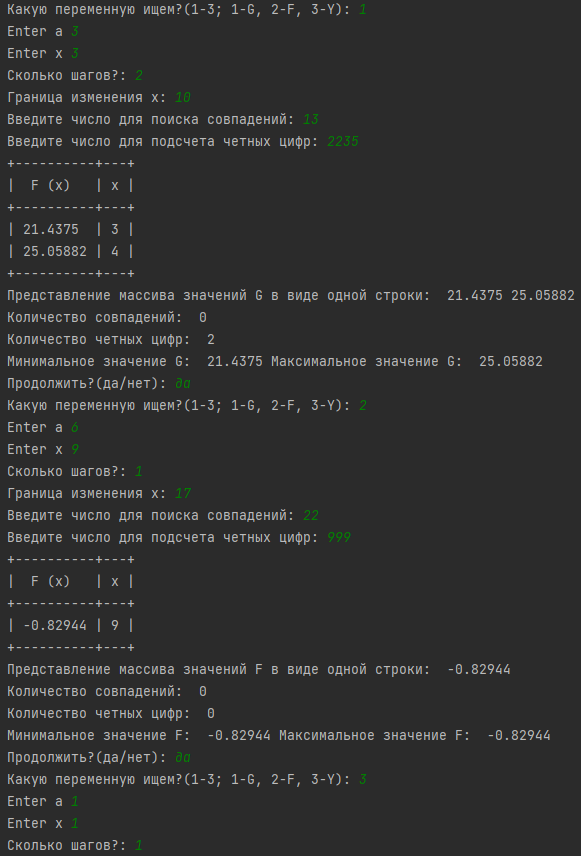 Какую переменную ищем?(1-3; 1-G, 2-F, 3-Y): 1
Enter a 3
Enter x 3
Сколько шагов?: 2
Граница изменения x: 10
Введите число для поиска совпадений: 13
Введите число для подсчета четных цифр: 2235
+----------+---+
|  F (x)   | x |
+----------+---+
| 21.4375  | 3 |
| 25.05882 | 4 |
+----------+---+
Представление массива значений G в виде одной строки:  21.4375 25.05882
Количество совпадений:  0
Количество четных цифр:  2
Минимальное значение G:  21.4375 Максимальное значение G:  25.05882
Продолжить?(да/нет): да
Какую переменную ищем?(1-3; 1-G, 2-F, 3-Y): 2
Enter a 6
Enter x 9
Сколько шагов?: 1
Граница изменения x: 17
Введите число для поиска совпадений: 22
Введите число для подсчета четных цифр: 999
+----------+---+
|  F (x)   | x |
+----------+---+
| -0.82944 | 9 |
+----------+---+
Представление массива значений F в виде одной строки:  -0.82944
Количество совпадений:  0
Количество четных цифр:  0
Минимальное значение F:  -0.82944 Максимальное значение F:  -0.82944
Продолжить?(да/нет): да
Какую переменную ищем?(1-3; 1-G, 2-F, 3-Y): 3
Enter a 1
Enter x 1
Сколько шагов?: 1